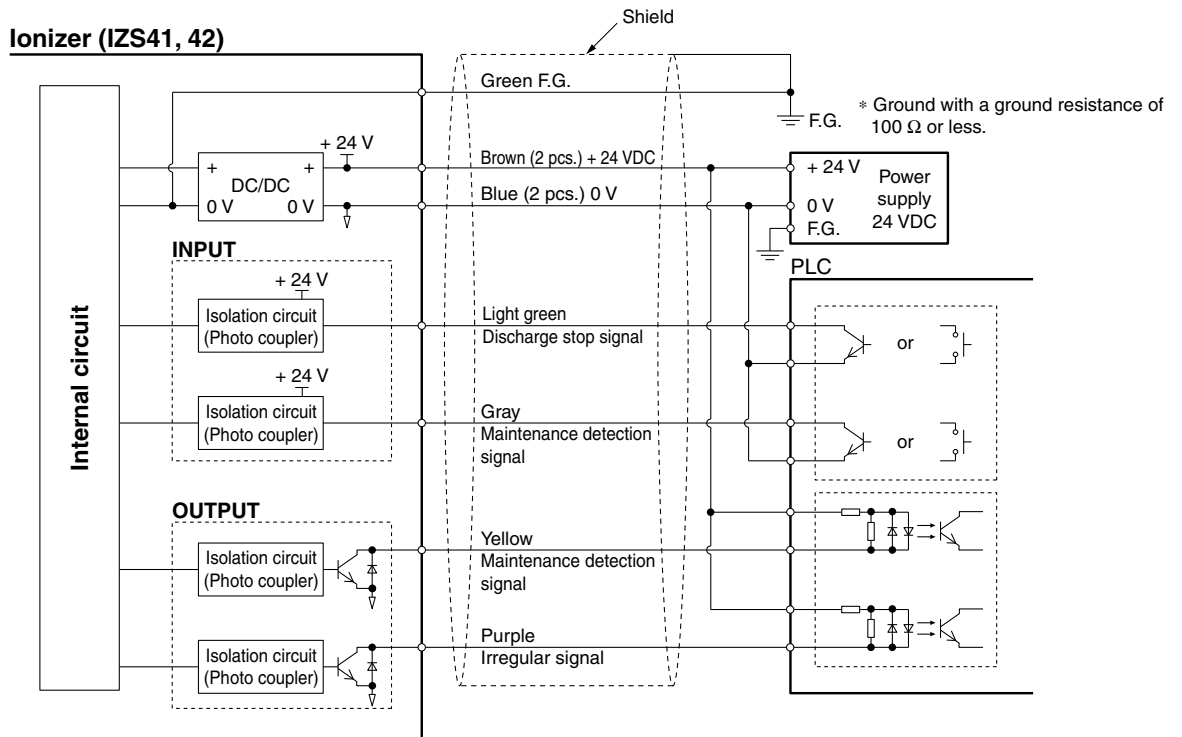 Shield
Ionizer (IZS41, 42)
Green F.G.
F.G.
∗ Ground with a ground resistance of
100 Ω or less.
+ 24 V
Brown (2 pcs.) + 24 VDC
+ +
DC/DC
0 V 0 V
Blue (2 pcs.) 0 V
+ 24 V
0 V
F.G.
Power
supply
24 VDC
INPUT
PLC
+ 24 V
Isolation circuit
(Photo coupler)
Light green
Discharge stop signal
or
+ 24 V
Isolation circuit
(Photo coupler)
Gray
Maintenance detection
signal
or
Internal circuit
OUTPUT
Isolation circuit
(Photo coupler)
Yellow
Maintenance detection
signal
Isolation circuit
(Photo coupler)
Purple
Irregular signal